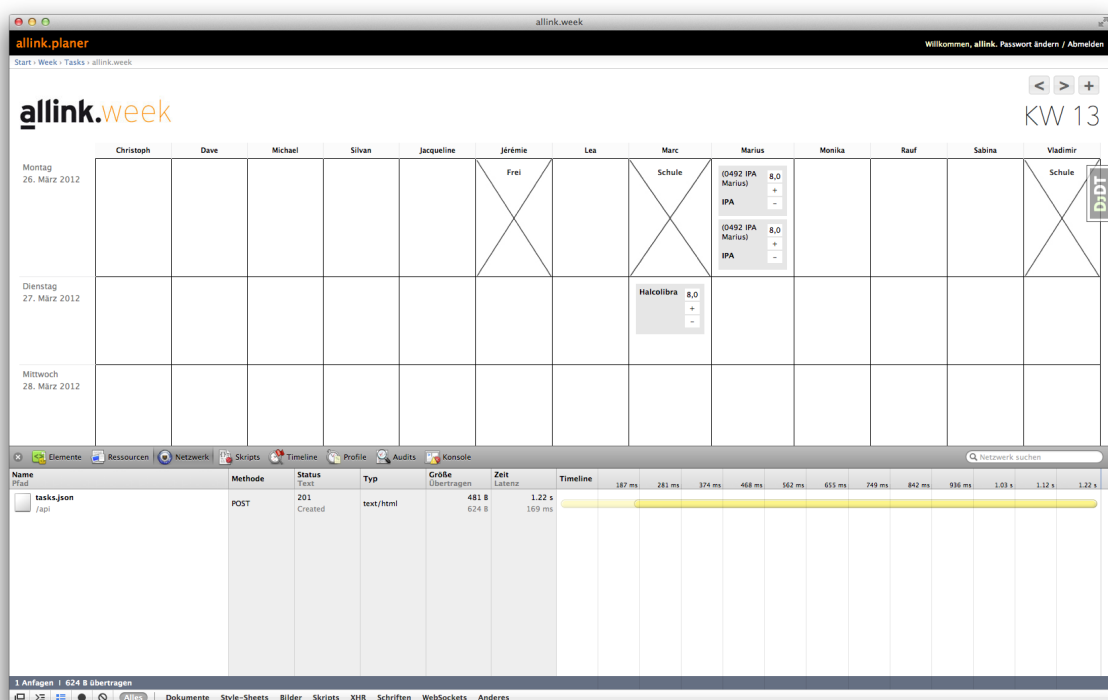 allink.week
allink.planer
Willkommen, allink. Passwort ändern / Abmelden
Start › Week › Tasks › allink.week
< > +
allink.week
KW 13
Christoph Dave Michael Silvan Jacqueline Jérémie Lea Marc Marius Monika Rauf Sabina Vladimir
Montag
26. März 2012
Frei
Schule
(0492 IPA Marius)
8,0
+
IPA
-
(0492 IPA Marius)
8,0
+
IPA
-
Schule
DJDT
Dienstag
27. März 2012
Halcolibra
8,0
+
-
Mittwoch
28. März 2012
Elemente Ressourcen Netzwerk Skripts Timeline Profile Audits Konsole
Netzwerk suchen
Name Methode Status Typ Größe Zeit Timeline
Pfad Text Übertragen Latenz
187 ms 281 ms 374 ms 468 ms 562 ms 655 ms 749 ms 842 ms 936 ms 1.03 s 1.12 s 1.22 s
tasks.json POST 201 text/html 481 B 1.22 s
/api Created 624 B 169 ms
1 Anfagen | 624 B übertragen
Alles Dokumente Style-Sheets Bilder Skripts XHR Schriften WebSockets Anderes